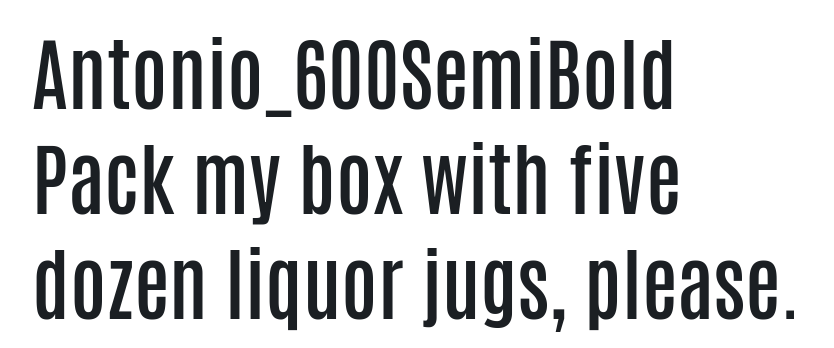 Antonio_600SemiBold
Pack my box with five
dozen liquor jugs, please.